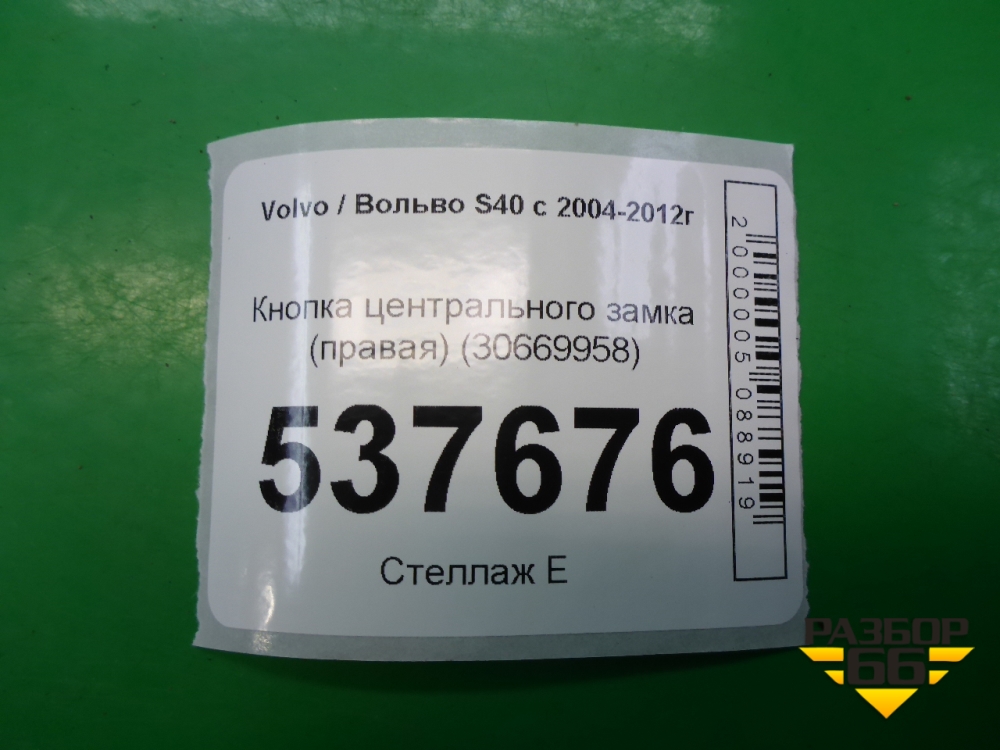 Volvo / Вольво S40 с 2004-2012г
Кнопка центрального замка
(правая) (30669958)
537676
Стеллаж Е
2000005088919
РАЗБОР
66